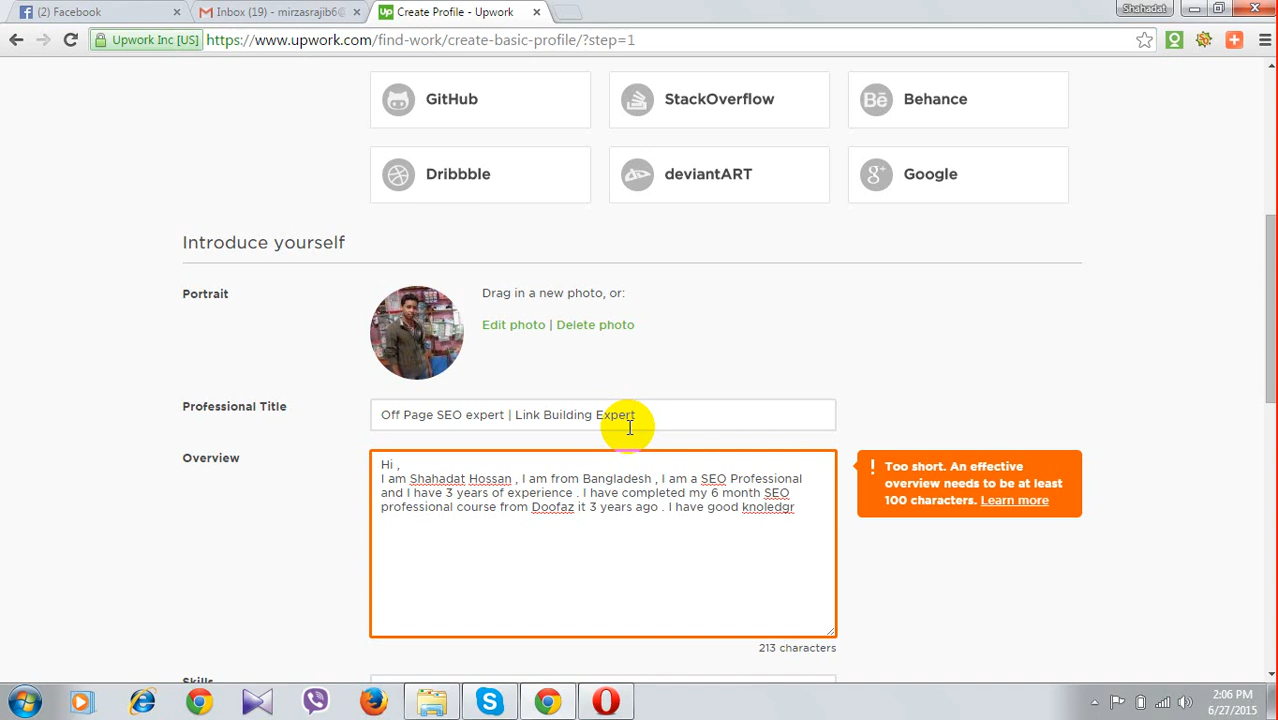 (2) Facebook
Inbox (19) - mirzasrajib6@
Create Profile - Upwork
Shahadat
Upwork Inc [US]
https://www.upwork.com/find-work/create-basic-profile/?step=1
GitHub
StackOverflow
Behance
Dribbble
deviantART
Google
Introduce yourself
Portrait
Drag in a new photo, or:
Edit photo | Delete photo
Professional Title
Off Page SEO expert | Link Building Expert
Overview
Hi ,
I am Shahadat Hossan , I am from Bangladesh , I am a SEO Professional
and I have 3 years of experience . I have completed my 6 month SEO
professional course from Doofaz it 3 years ago . I have good knoledgr
! Too short. An effective
overview needs to be at least
100 characters. Learn more
213 characters
Skills
2:06 PM
6/27/2015